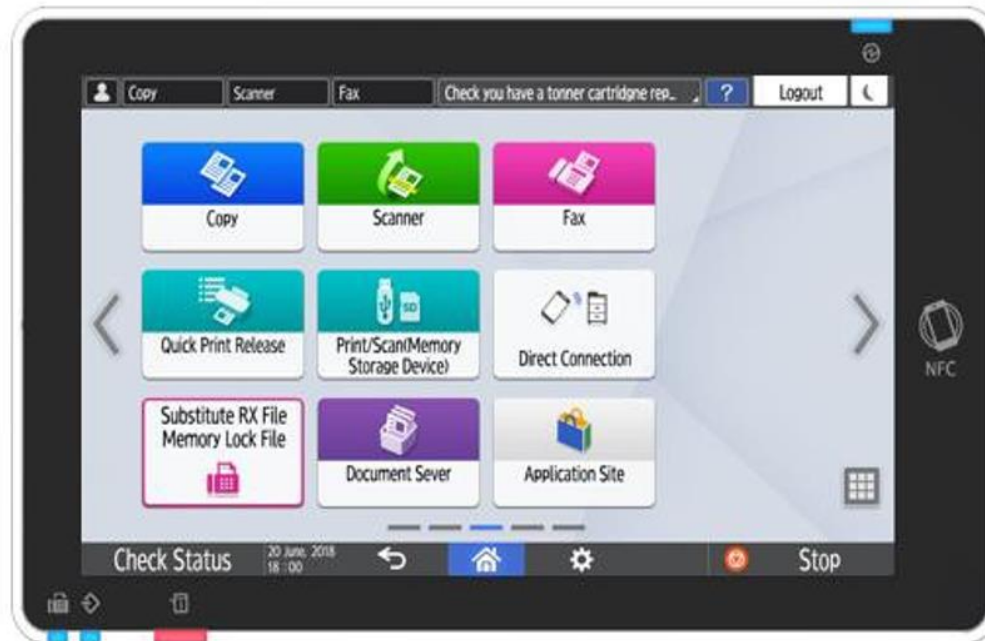 Copy
Scanner
Fax
Check you have a tonner cartridgne rep...
?
Logout
Copy
Scanner
Fax
Quick Print Release
Print/Scan(Memory
Storage Device)
SD
Direct Connection
NFC
Substitute RX File
Memory Lock File
Document Sever
Application Site
Check Status
20 June. 2018
18 : 00
Stop